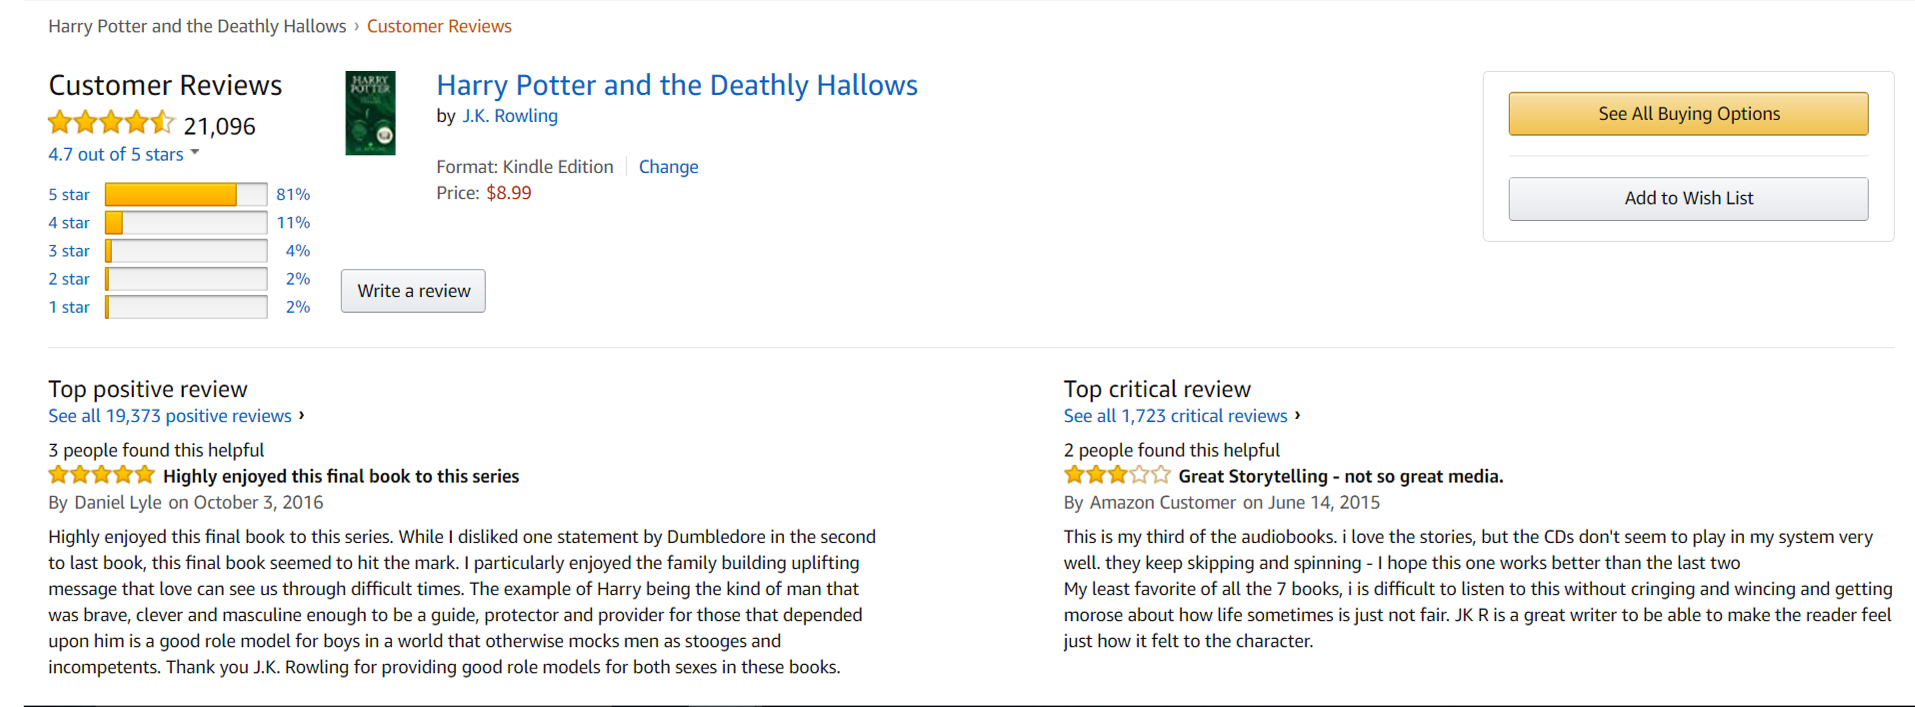 Harry Potter and the Deathly Hallows › Customer Reviews
Customer Reviews
21,096
4.7 out of 5 stars
5 star 81%
4 star 11%
3 star 4%
2 star 2%
1 star 2%
HARRY
POTTER
Harry Potter and the Deathly Hallows
by J.K. Rowling
Format: Kindle Edition Change
Price: $8.99
Write a review
See All Buying Options
Add to Wish List
Top positive review
See all 19,373 positive reviews ›
3 people found this helpful
Highly enjoyed this final book to this series
By Daniel Lyle on October 3, 2016
Highly enjoyed this final book to this series. While I disliked one statement by Dumbledore in the second
to last book, this final book seemed to hit the mark. I particularly enjoyed the family building uplifting
message that love can see us through difficult times. The example of Harry being the kind of man that
was brave, clever and masculine enough to be a guide, protector and provider for those that depended
upon him is a good role model for boys in a world that otherwise mocks men as stooges and
incompetents. Thank you J.K. Rowling for providing good role models for both sexes in these books.
Top critical review
See all 1,723 critical reviews ›
2 people found this helpful
Great Storytelling - not so great media.
By Amazon Customer on June 14, 2015
This is my third of the audiobooks. i love the stories, but the CDs don't seem to play in my system very
well. they keep skipping and spinning - I hope this one works better than the last two
My least favorite of all the 7 books, i is difficult to listen to this without cringing and wincing and getting
morose about how life sometimes is just not fair. JK R is a great writer to be able to make the reader feel
just how it felt to the character.